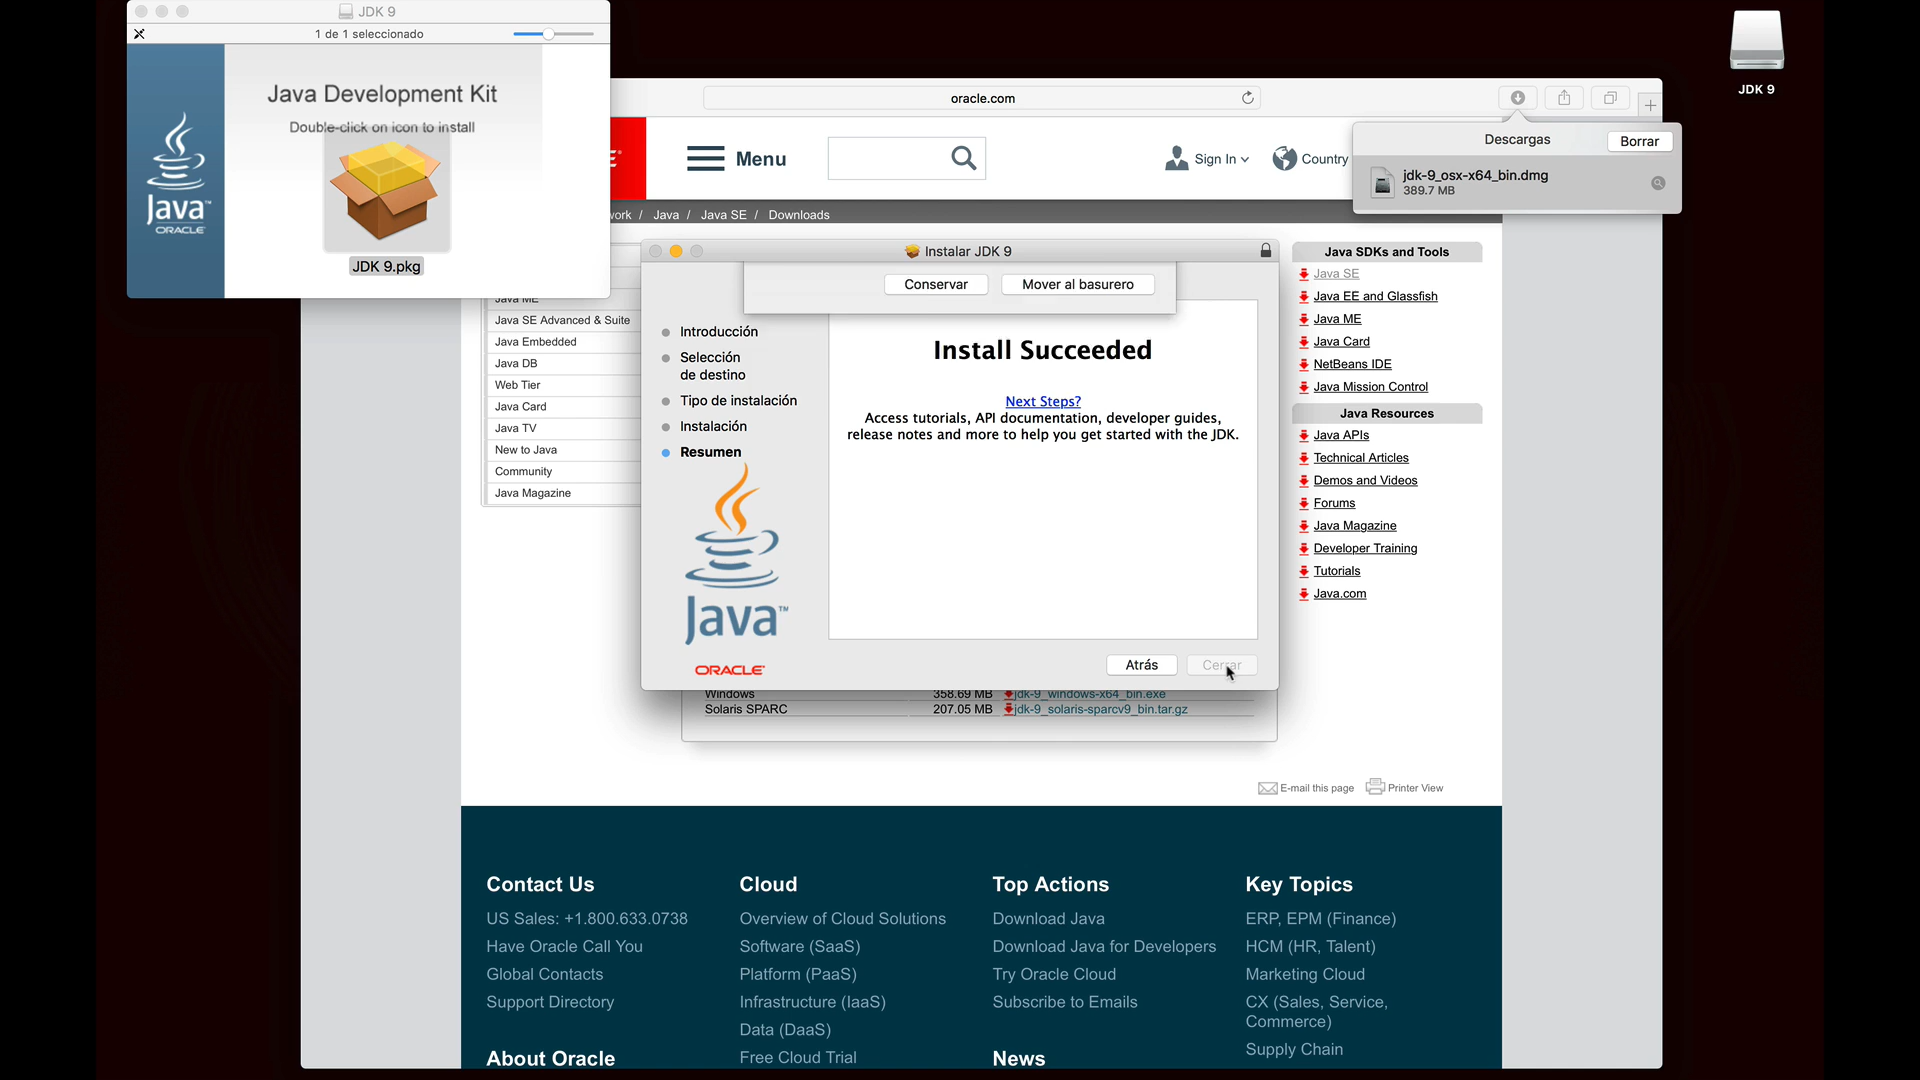 JDK 9
1 de 1 seleccionado
Java Development Kit
Double-click on icon to install
Java™
ORACLE
JDK 9.pkg
JDK 9
oracle.com
Menu
Sign In
Country
Descargas
Borrar
jdk-9_osx-x64_bin.dmg
389.7 MB
/ Java / Java SE / Downloads
Java ME
Java SE Advanced & Suite
Java Embedded
Java DB
Web Tier
Java Card
Java TV
New to Java
Community
Java Magazine
Instalar JDK 9
Conservar
Mover al basurero
Introducción
Selección
de destino
Tipo de instalación
Instalación
Resumen
Java™
ORACLE
Install Succeeded
Next Steps?
Access tutorials, API documentation, developer guides,
release notes and more to help you get started with the JDK.
Atrás
Cerrar
Windows 358.69 MB jdk-9_windows-x64_bin.exe
Solaris SPARC 207.05 MB jdk-9_solaris-sparcv9_bin.tar.gz
Java SDKs and Tools
Java SE
Java EE and Glassfish
Java ME
Java Card
NetBeans IDE
Java Mission Control
Java Resources
Java APIs
Technical Articles
Demos and Videos
Forums
Java Magazine
Developer Training
Tutorials
Java.com
E-mail this page
Printer View
Contact Us
US Sales: +1.800.633.0738
Have Oracle Call You
Global Contacts
Support Directory
About Oracle
Cloud
Overview of Cloud Solutions
Software (SaaS)
Platform (PaaS)
Infrastructure (IaaS)
Data (DaaS)
Free Cloud Trial
Top Actions
Download Java
Download Java for Developers
Try Oracle Cloud
Subscribe to Emails
News
Key Topics
ERP, EPM (Finance)
HCM (HR, Talent)
Marketing Cloud
CX (Sales, Service,
Commerce)
Supply Chain